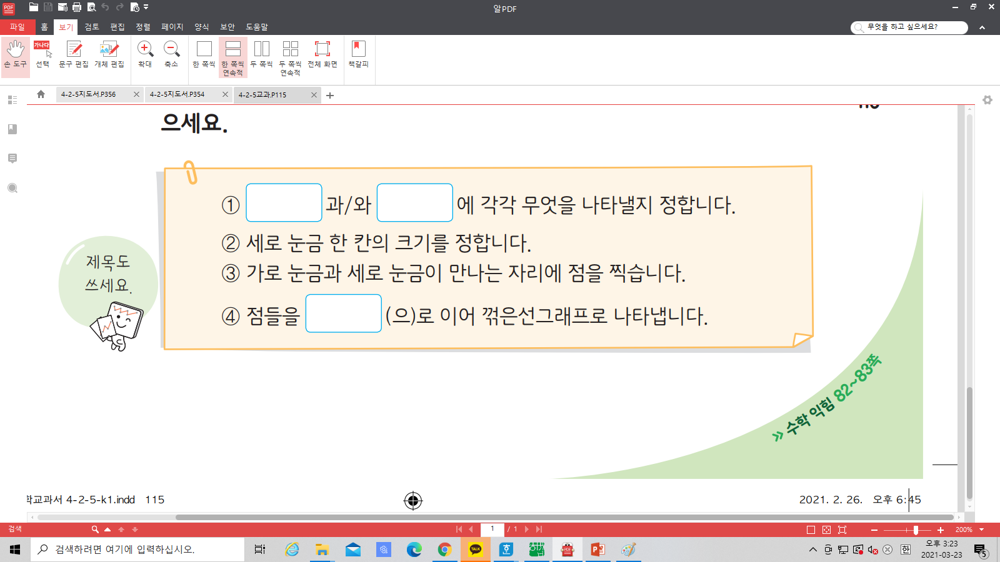 알PDF
파일 홈 보기 검토 편집 정렬 페이지 양식 보안 도움말
무엇을 하고 싶으세요?
가나다
손 도구 선택 문구 편집 개체 편집 확대 축소 한 쪽씩 한 쪽씩 연속적 두 쪽씩 두 쪽씩 연속적 전체 화면 책갈피
4-2-5지도서.P356 4-2-5지도서.P354 4-2-5교과.P115
으세요.
① 과/와 에 각각 무엇을 나타낼지 정합니다.
② 세로 눈금 한 칸의 크기를 정합니다.
③ 가로 눈금과 세로 눈금이 만나는 자리에 점을 찍습니다.
④ 점들을 (으)로 이어 꺾은선그래프로 나타냅니다.
제목도
쓰세요.
» 수학 익힘 82~83쪽
학교과서 4-2-5-k1.indd 115
2021. 2. 26. 오후 6:45
검색
1 / 1
200%
검색하려면 여기에 입력하십시오.
TALK
PDF
한
오후 3:23
2021-03-23
5